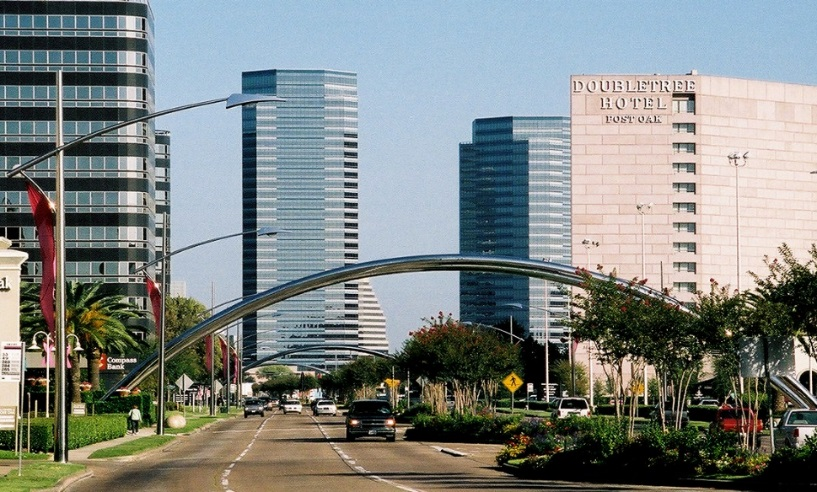 DOUBLETREE
HOTEL
POST OAK
Compass
Bank